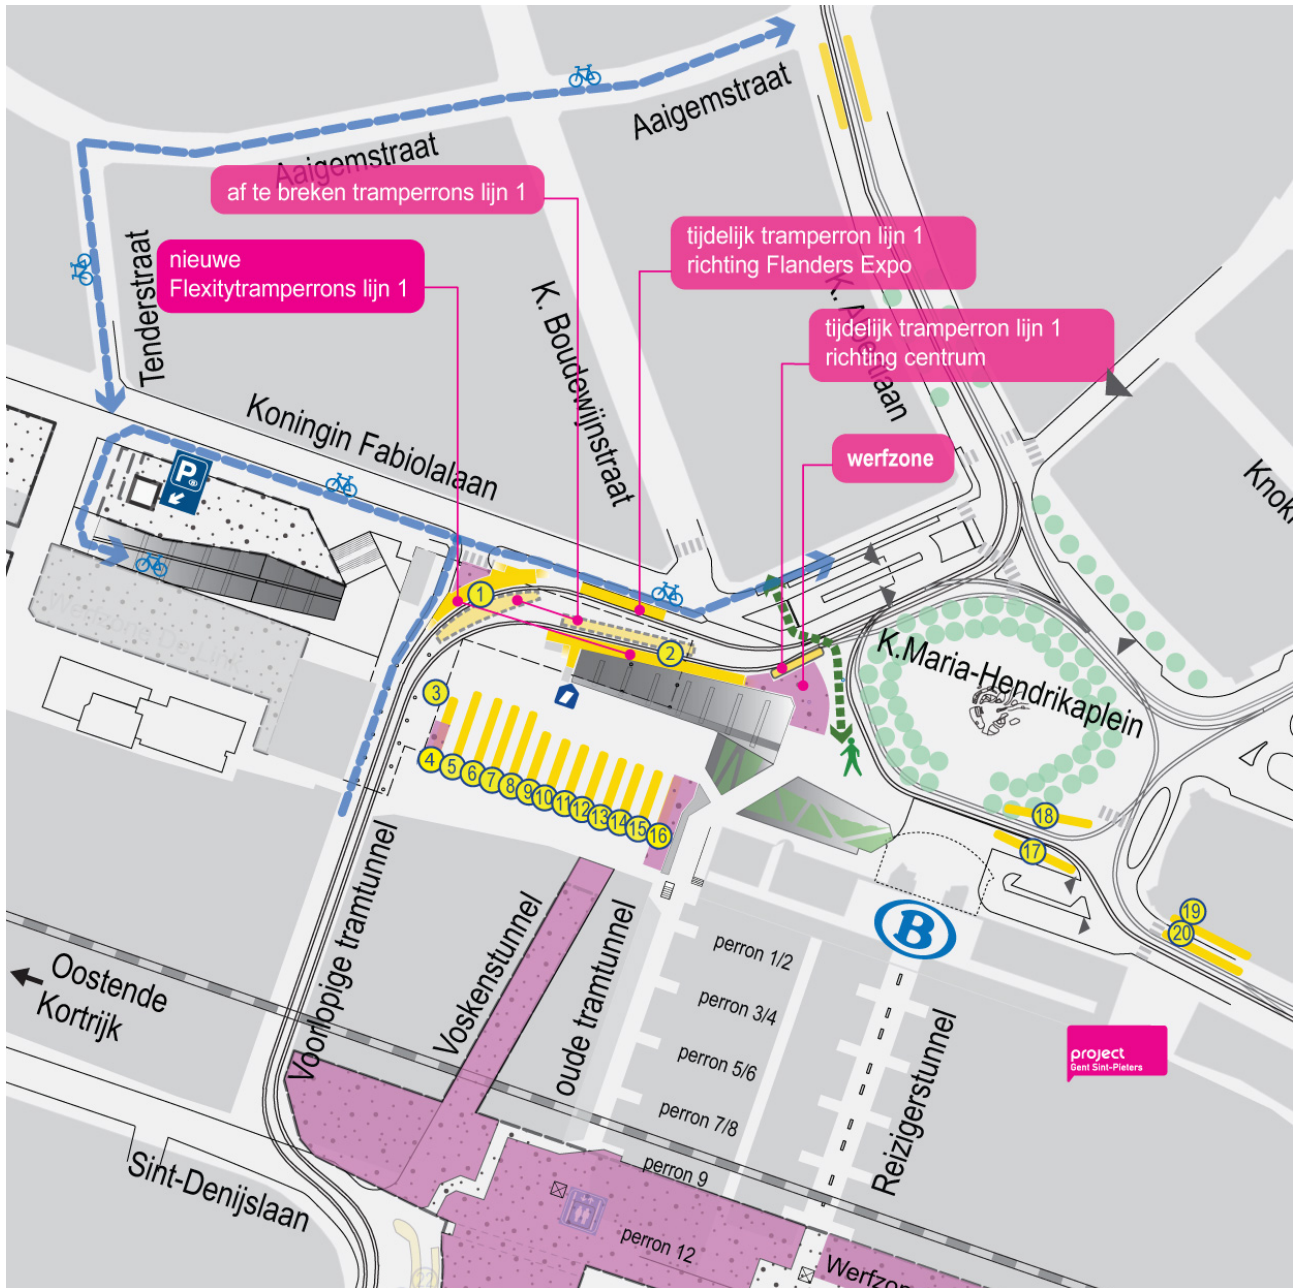 Aaigemstraat
Aaigemstraat
af te breken tramperrons lijn 1
nieuwe
Flexitytramperrons lijn 1
tijdelijk tramperron lijn 1
richting Flanders Expo
tijdelijk tramperron lijn 1
richting centrum
werfzone
Tenderstraat
K. Boudewijnstraat
K. Albertlaan
Koningin Fabiolalaan
P
K.Maria-Hendrikaplein
1
2
3
4
5
6
7
8
9
10
11
12
13
14
15
16
17
18
19
20
B
Voorlopige tramtunnel
Voskenstunnel
oude tramtunnel
Reizigerstunnel
perron 1/2
perron 3/4
perron 5/6
perron 7/8
perron 9
perron 12
Oostende
Kortrijk
Sint-Denijslaan
project
Gent Sint-Pieters